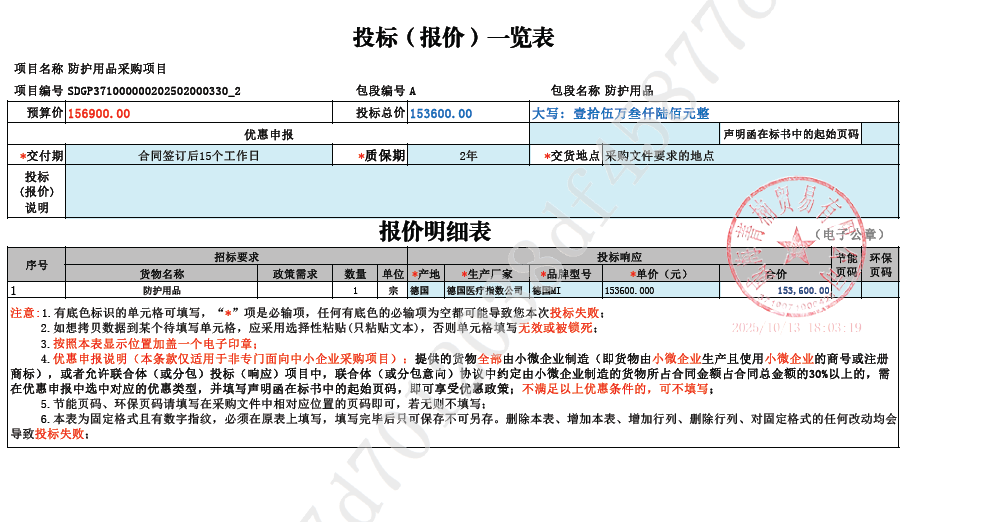 投标（报价）一览表
项目名称 防护用品采购项目
项目编号 SDGP371000000202502000330_2 包段编号 A 包段名称 防护用品
预算价 156900.00 投标总价 153600.00 大写：壹拾伍万叁仟陆佰元整
优惠申报 声明函在标书中的起始页码
*交付期 合同签订后15个工作日 *质保期 2年 *交货地点 采购文件要求的地点
投标
(报价)
说明
报价明细表
（电子公章）
序号 招标要求 投标响应 节能页码 环保页码
货物名称 政策需求 数量 单位 *产地 *生产厂家 *品牌型号 *单价（元） 合价
1 防护用品 1 宗 德国 德国医疗指数公司 德国MI 153600.000 153,600.00
注意:1.有底色标识的单元格可填写，“*”项是必输项，任何有底色的必输项为空都可能导致您本次投标失败；
2.如想拷贝数据到某个待填写单元格，应采用选择性粘贴(只粘贴文本)，否则单元格填写无效或被锁死；
3.按照本表显示位置加盖一个电子印章；
4.优惠申报说明（本条款仅适用于非专门面向中小企业采购项目）：提供的货物全部由小微企业制造（即货物由小微企业生产且使用小微企业的商号或注册
商标），或者允许联合体（或分包）投标（响应）项目中，联合体（或分包意向）协议中约定由小微企业制造的货物所占合同金额占合同总金额的30%以上的，需
在优惠申报中选中对应的优惠类型，并填写声明函在标书中的起始页码，即可享受优惠政策；不满足以上优惠条件的，可不填写；
5.节能页码、环保页码请填写在采购文件中相对应位置的页码即可，若无则不填写；
6.本表为固定格式且有数字指纹，必须在原表上填写，填写完毕后只可保存不可另存。删除本表、增加本表、增加行列、删除行列、对固定格式的任何改动均会
导致投标失败；
2025/10/13 18:03:19